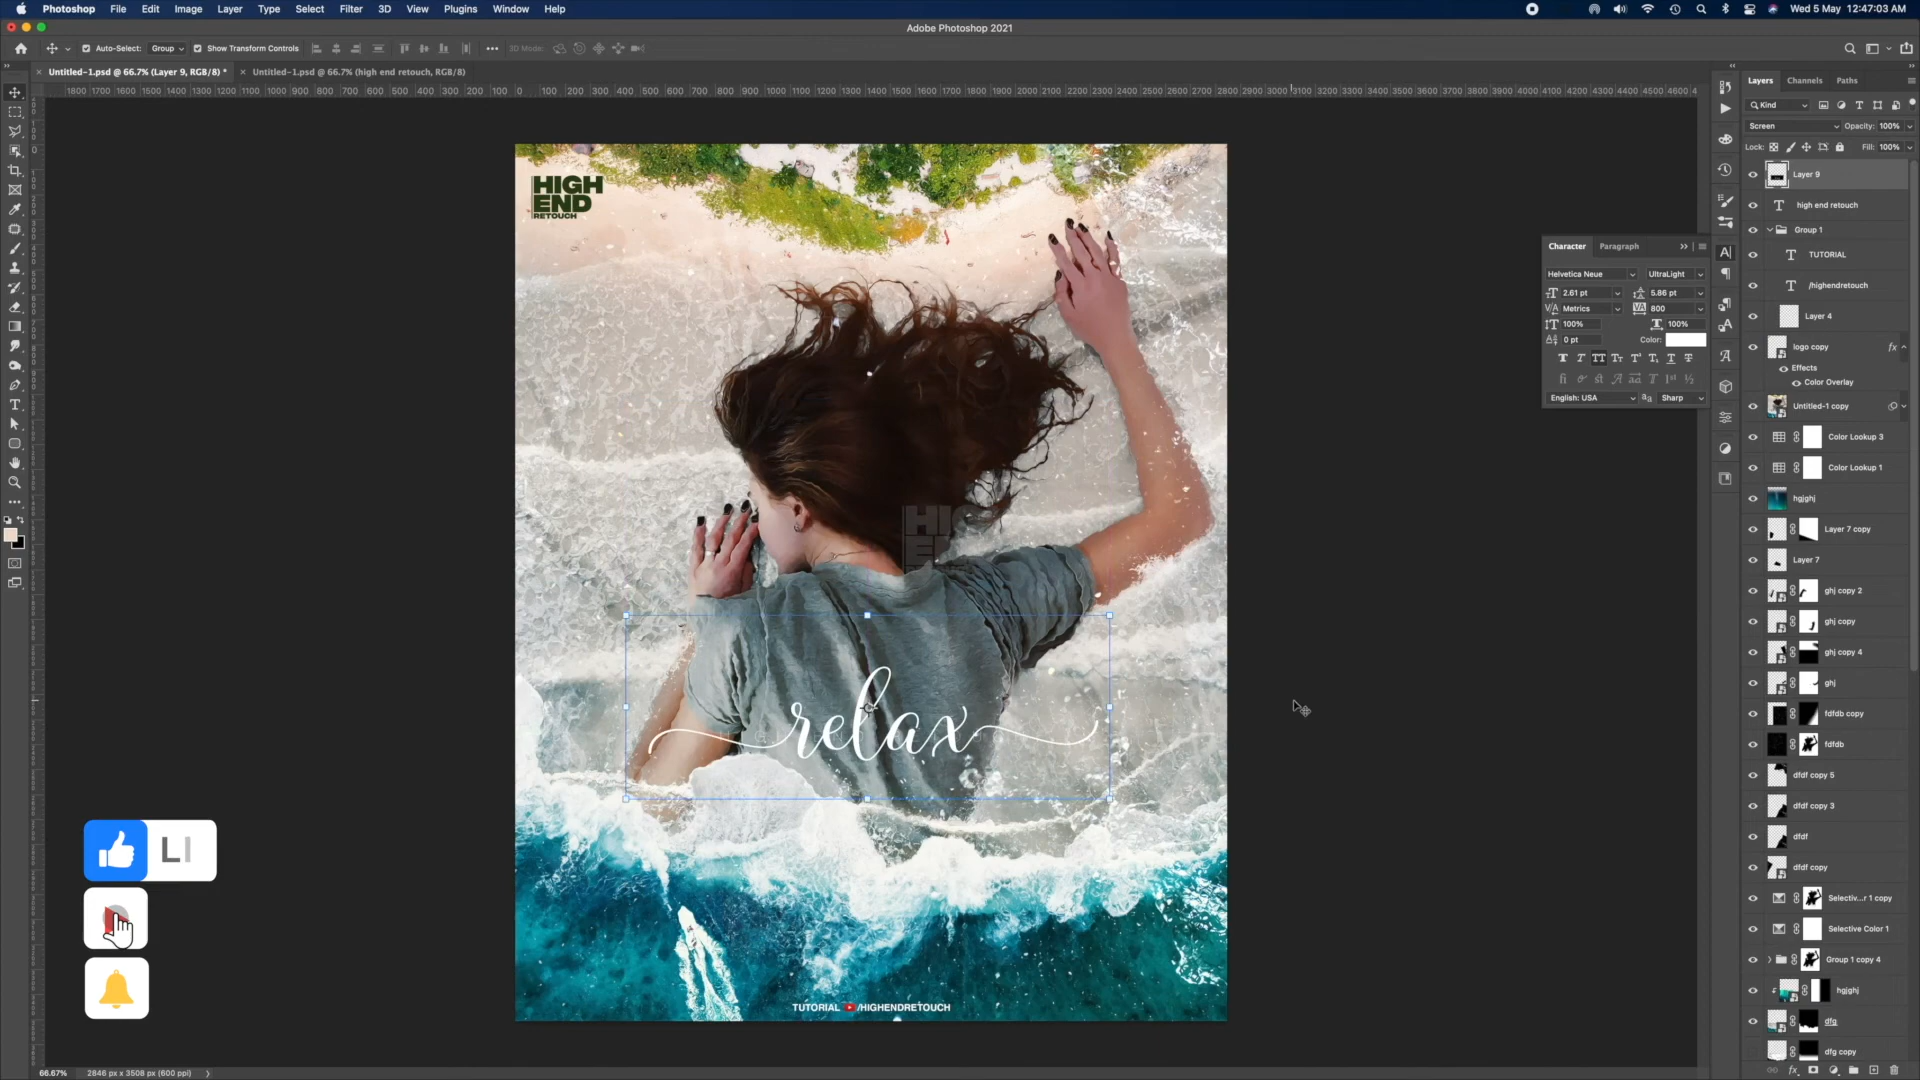 Photoshop File Edit Image Layer Type Select Filter 3D View Plugins Window Help
Wed 5 May 12:47:03 AM
Adobe Photoshop 2021
Auto-Select: Group Show Transform Controls 3D Mode:
Untitled-1.psd @ 66.7% (Layer 9, RGB/8) * Untitled-1.psd @ 66.7% (high end retouch, RGB/8)
HIGH
END
RETOUCH
relax
TUTORIAL /HIGHENDRETOUCH
LI
66.67% 2846 px x 3508 px (600 ppi)
Character Paragraph
Helvetica Neue UltraLight
2.61 pt 5.86 pt
Metrics 800
100% 100%
0 pt Color:
English: USA Sharp
Layers Channels Paths
Kind
Screen Opacity: 100%
Lock: Fill: 100%
Layer 9
high end retouch
Group 1
TUTORIAL
/highendretouch
Layer 4
logo copy fx
Effects
Color Overlay
Untitled-1 copy
Color Lookup 3
Color Lookup 1
hgjghj
Layer 7 copy
Layer 7
ghj copy 2
ghj copy
ghj copy 4
ghj
fdfdb copy
fdfdb
dfdf copy 5
dfdf copy 3
dfdf
dfdf copy
Selectiv...r 1 copy
Selective Color 1
Group 1 copy 4
hgjghj
dfg
dfg copy